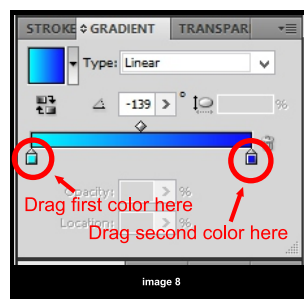 STROKE GRADIENT TRANSPAR
Type: Linear
-139 > ° %
Opacity: > %
Drag first color here
Location: > %
Drag second color here
image 8